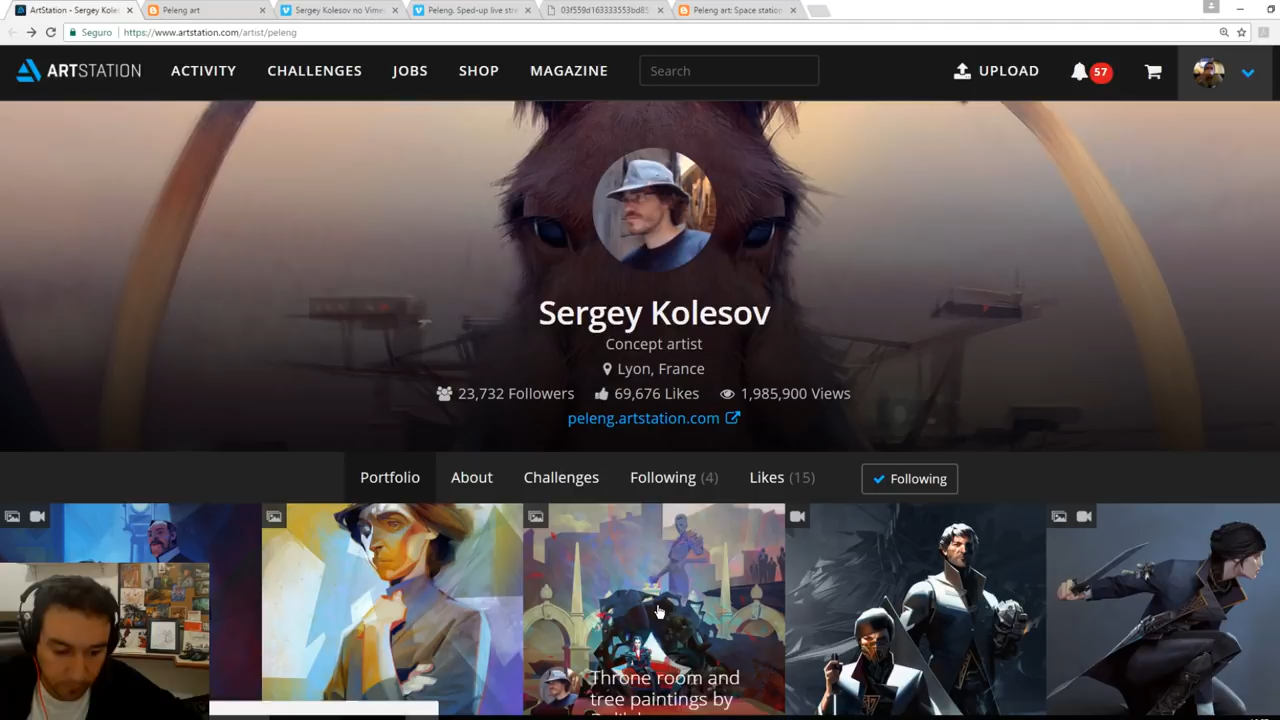 ArtStation - Sergey Koles
Peleng art
Sergey Kolesov no Vime
Peleng. Sped-up live stre
03f559d163333553bd85
Peleng art: Space station
Seguro
https://www.artstation.com/artist/peleng
ARTSTATION
ACTIVITY
CHALLENGES
JOBS
SHOP
MAGAZINE
Search
UPLOAD
57
Sergey Kolesov
Concept artist
Lyon, France
23,732 Followers
69,676 Likes
1,985,900 Views
peleng.artstation.com
Portfolio
About
Challenges
Following (4)
Likes (15)
Following
Throne room and
tree paintings by